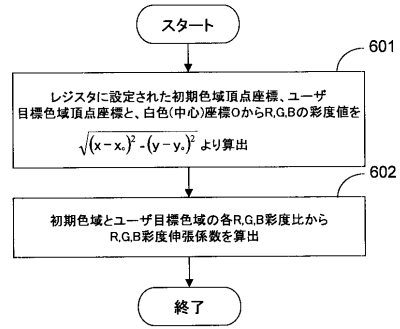 スタート
601
レジスタに設定された初期色域頂点座標、ユーザ
目標色域頂点座標と、白色(中心)座標OからR,G,Bの彩度値を
√(x-x₀)² -(y-y₀)² より算出
602
初期色域とユーザ目標色域の各R,G,B彩度比から
R,G,B彩度伸張係数を算出
終了